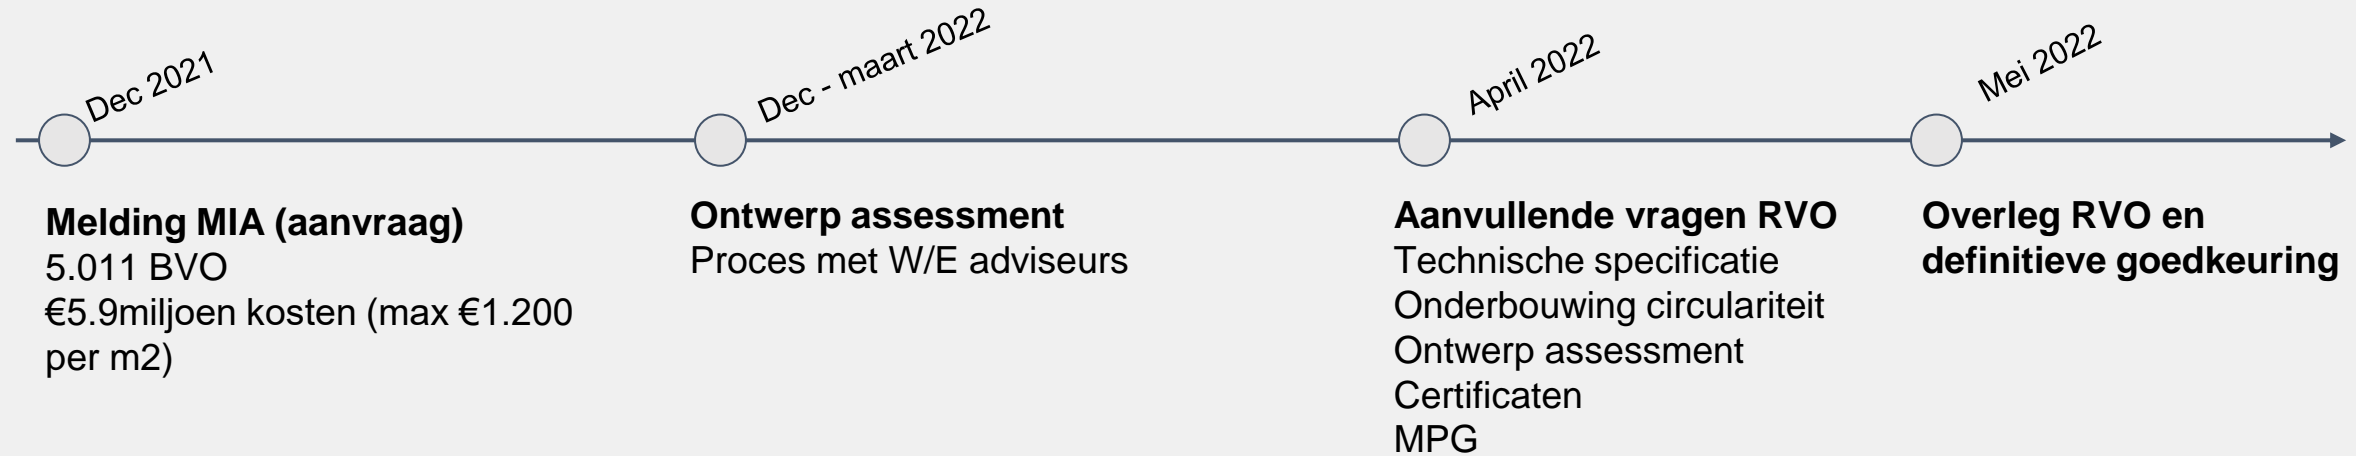 Dec 2021
Dec - maart 2022
April 2022
Mei 2022
Melding MIA (aanvraag)
5.011 BVO
€5.9miljoen kosten (max €1.200
per m2)
Ontwerp assessment
Proces met W/E adviseurs
Aanvullende vragen RVO
Technische specificatie
Onderbouwing circulariteit
Ontwerp assessment
Certificaten
MPG
Overleg RVO en
definitieve goedkeuring